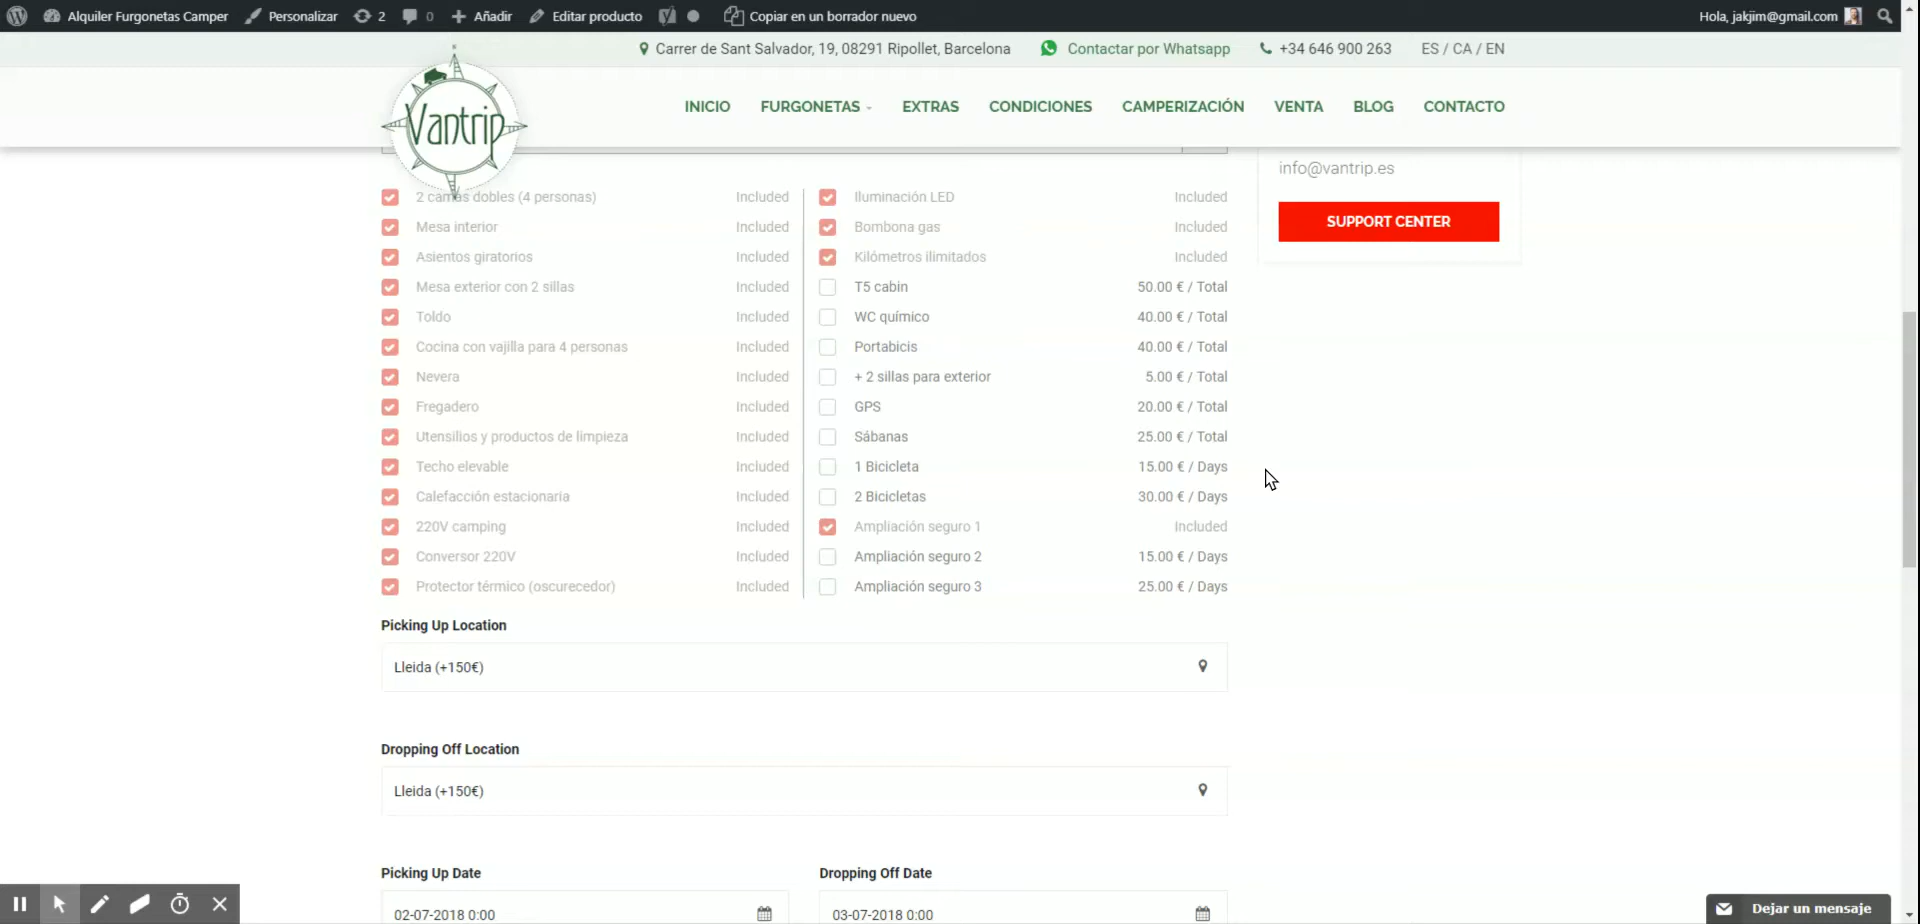 Alquiler Furgonetas Camper Personalizar 2 0 Añadir Editar producto Copiar en un borrador nuevo Hola, jakjim@gmail.com
Carrer de Sant Salvador, 19, 08291 Ripollet, Barcelona Contactar por Whatsapp +34 646 900 263 ES / CA / EN
Vantrip
INICIO FURGONETAS EXTRAS CONDICIONES CAMPERIZACIÓN VENTA BLOG CONTACTO
info@vantrip.es
SUPPORT CENTER
2 camas dobles (4 personas) Included
Mesa interior Included
Asientos giratorios Included
Mesa exterior con 2 sillas Included
Toldo Included
Cocina con vajilla para 4 personas Included
Nevera Included
Fregadero Included
Utensilios y productos de limpieza Included
Techo elevable Included
Calefacción estacionaria Included
220V camping Included
Conversor 220V Included
Protector térmico (oscurecedor) Included
Iluminación LED Included
Bombona gas Included
Kilómetros ilimitados Included
T5 cabin 50.00 € / Total
WC químico 40.00 € / Total
Portabicis 40.00 € / Total
+ 2 sillas para exterior 5.00 € / Total
GPS 20.00 € / Total
Sábanas 25.00 € / Total
1 Bicicleta 15.00 € / Days
2 Bicicletas 30.00 € / Days
Ampliación seguro 1 Included
Ampliación seguro 2 15.00 € / Days
Ampliación seguro 3 25.00 € / Days
Picking Up Location
Lleida (+150€)
Dropping Off Location
Lleida (+150€)
Picking Up Date Dropping Off Date
02-07-2018 0:00 03-07-2018 0:00
Dejar un mensaje